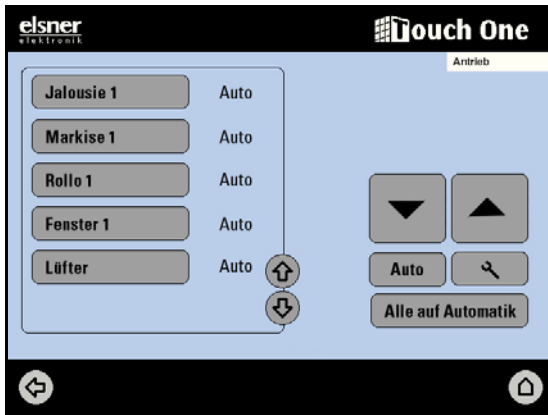 elsner
elektronik
Touch One
Antrieb
Jalousie 1 Auto
Markise 1 Auto
Rollo 1 Auto
Fenster 1 Auto
Lüfter Auto
Auto
Alle auf Automatik